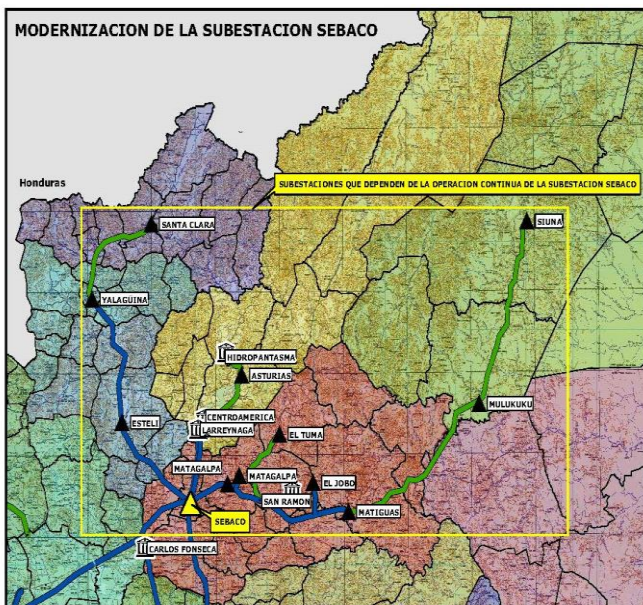 MODERNIZACION DE LA SUBESTACION SEBACO
Honduras
SUBESTACIONES QUE DEPENDEN DE LA OPERACION CONTINUA DE LA SUBESTACION SEBACO
SANTA CLARA
SIUNA
YALAGÜINA
HIDROPANTASMA
ASTURIAS
MULUKUKU
CENTROAMERICA
LARREYNAGA
ESTELI
EL TUMA
MATAGALPA
MATAGALPA
EL JOBO
SAN RAMON
MATIGUAS
SEBACO
CARLOS FONSECA